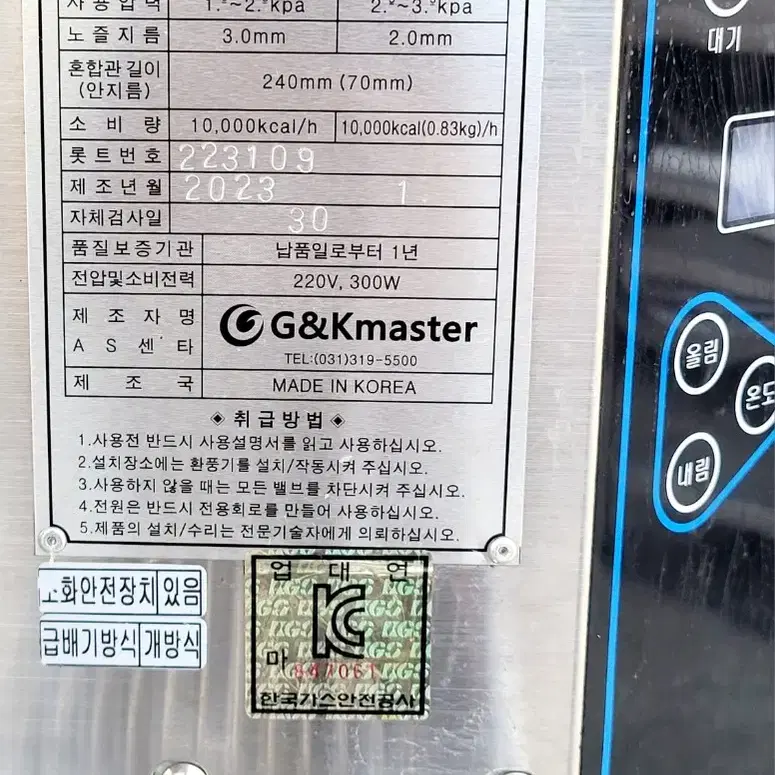 사용압력 kpa kpa
노즐지름 3.0mm 2.0mm
혼합관길이 240mm (70mm)
(안지름)
소비량 10,000kcal/h 10,000kcal(0.83kg)/h
롯트번호 223109
제조년월 2023 1.
자체검사일 30
품질보증기관 납품일로부터 1년
전압및소비전력 220V, 300W
제조자명 G&Kmaster
AS센타 TEL:(031)319-5500
제조국 MADE IN KOREA
◈ 취급방법 ◈
1.사용전 반드시 사용설명서를 읽고 사용하십시오.
2.설치장소에는 환풍기를 설치/작동시켜 주십시오.
3.사용하지 않을 때는 모든 밸브를 차단시켜 주십시오.
4.전원은 반드시 전용회로를 만들어 사용하십시오.
5.제품의 설치/수리는 전문기술자에게 의뢰하십시오.
소화안전장치 있음
급배기방식 개방식
업 대 연
KC
마
한국가스안전공사
대기
올림
온도
내림